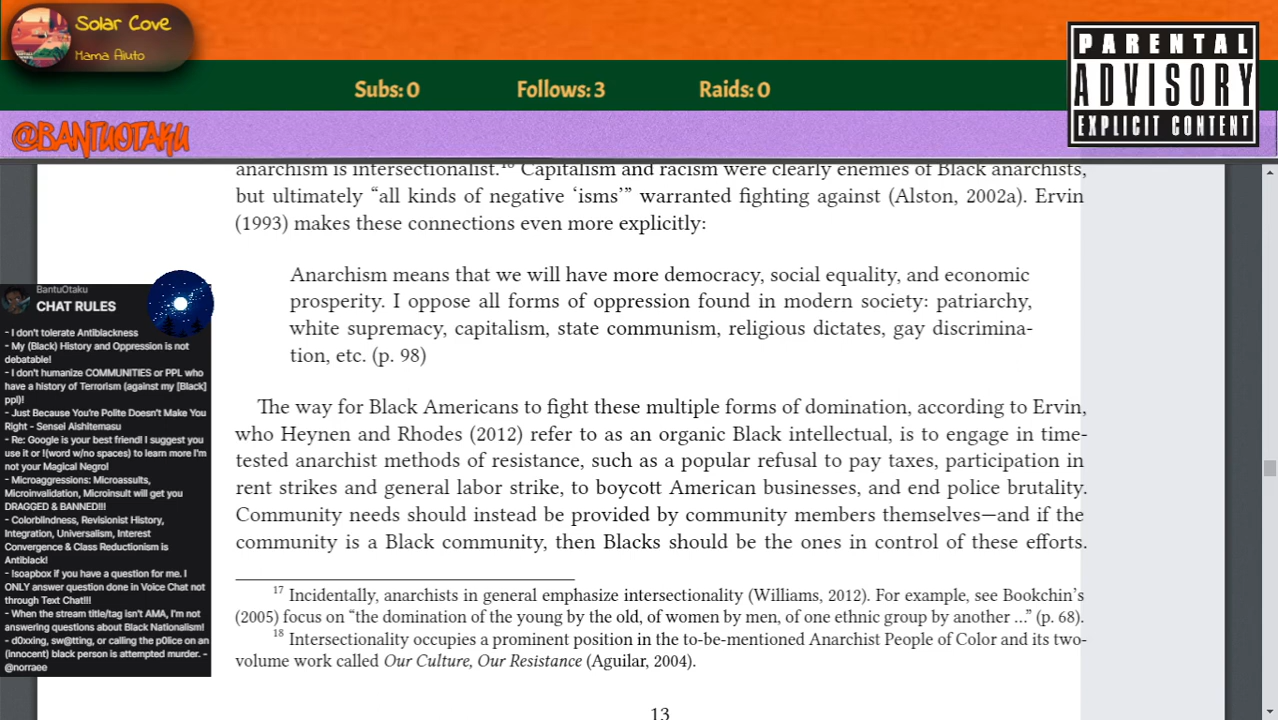 Solar Cove
Mama Aiuto
PARENTAL
ADVISORY
EXPLICIT CONTENT
Subs: 0
Follows: 3
Raids: 0
@BANTUOTAKU
anarchism is intersectionalist.¹⁸ Capitalism and racism were clearly enemies of Black anarchists,
but ultimately “all kinds of negative ‘isms’” warranted fighting against (Alston, 2002a). Ervin
(1993) makes these connections even more explicitly:
Anarchism means that we will have more democracy, social equality, and economic
prosperity. I oppose all forms of oppression found in modern society: patriarchy,
white supremacy, capitalism, state communism, religious dictates, gay discrimina-
tion, etc. (p. 98)
The way for Black Americans to fight these multiple forms of domination, according to Ervin,
who Heynen and Rhodes (2012) refer to as an organic Black intellectual, is to engage in time-
tested anarchist methods of resistance, such as a popular refusal to pay taxes, participation in
rent strikes and general labor strike, to boycott American businesses, and end police brutality.
Community needs should instead be provided by community members themselves—and if the
community is a Black community, then Blacks should be the ones in control of these efforts.
¹⁷ Incidentally, anarchists in general emphasize intersectionality (Williams, 2012). For example, see Bookchin’s
(2005) focus on “the domination of the young by the old, of women by men, of one ethnic group by another ...” (p. 68).
¹⁸ Intersectionality occupies a prominent position in the to-be-mentioned Anarchist People of Color and its two-
volume work called Our Culture, Our Resistance (Aguilar, 2004).
13
BantuOtaku
CHAT RULES
- I don't tolerate Antiblackness
- My (Black) History and Oppression is not
debatable!
- I don't humanize COMMUNITIES or PPL who
have a history of Terrorism (against my [Black]
ppl)!
- Just Because You're Polite Doesn't Make You
Right - Sensei Aishitemasu
- Re: Google is your best friend! I suggest you
use it or !(word w/no spaces) to learn more I'm
not your Magical Negro!
- Microaggressions: Microassults,
Microinvalidation, Microinsult will get you
DRAGGED & BANNED!!!
- Colorblindness, Revisionist History,
Integration, Universalism, Interest
Convergence & Class Reductionism is
Antiblack!
- !soapbox if you have a question for me. I
ONLY answer question done in Voice Chat not
through Text Chat!!!
- When the stream title/tag isn't AMA, I'm not
answering questions about Black Nationalism!
- d0xxing, sw@tting, or calling the p0lice on an
(innocent) black person is attempted murder. -
@norraee